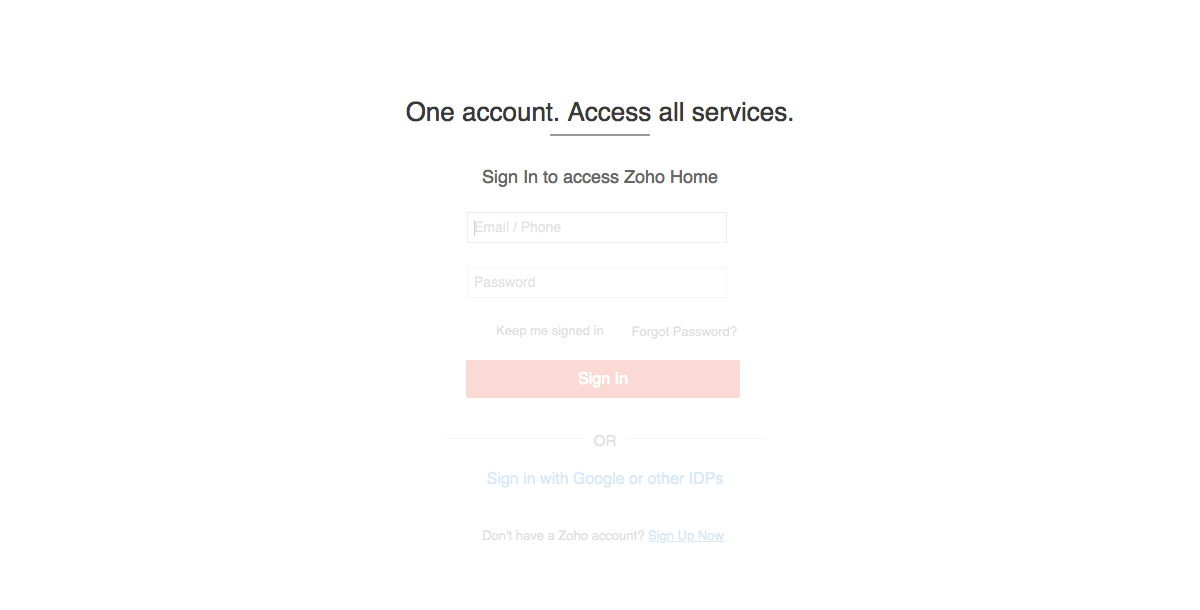 One account. Access all services.
Sign In to access Zoho Home
Email / Phone
Password
Keep me signed in Forgot Password?
Sign In
OR
Sign in with Google or other IDPs
Don't have a Zoho account? Sign Up Now